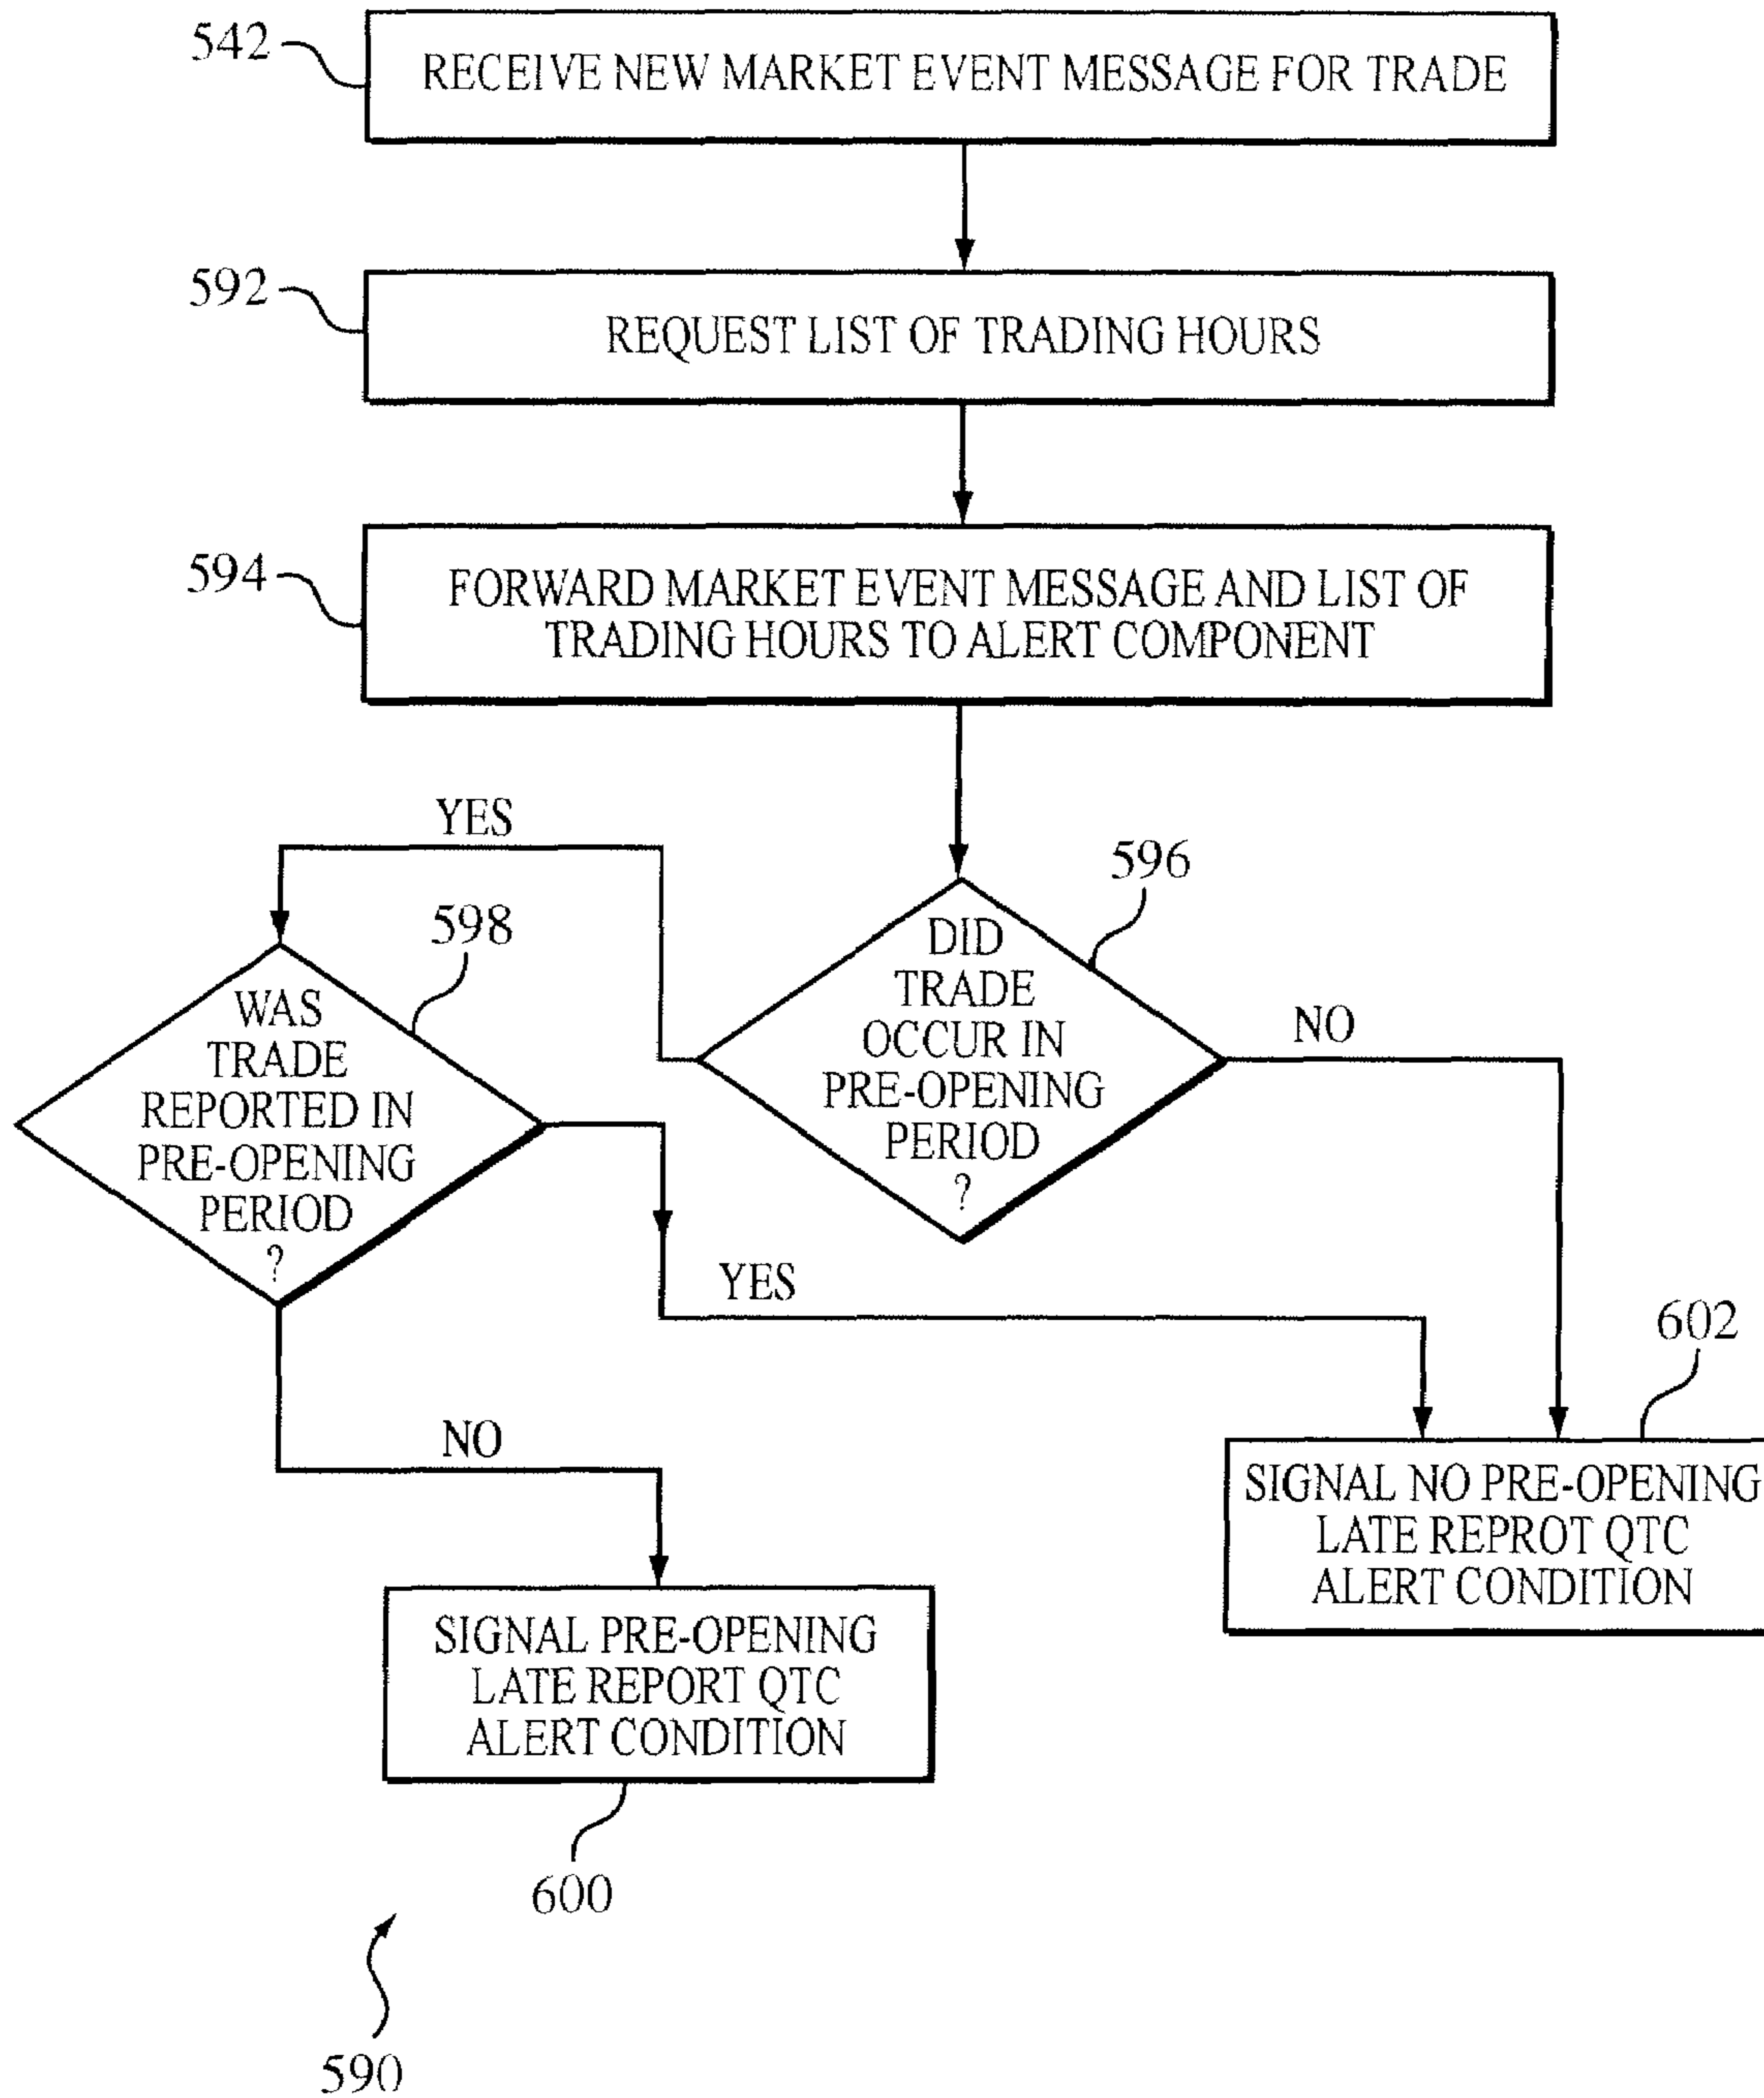 542
RECEIVE NEW MARKET EVENT MESSAGE FOR TRADE
592
REQUEST LIST OF TRADING HOURS
594
FORWARD MARKET EVENT MESSAGE AND LIST OF
TRADING HOURS TO ALERT COMPONENT
YES
596
DID
TRADE
OCCUR IN
PRE-OPENING
PERIOD
?
NO
598
WAS
TRADE
REPORTED IN
PRE-OPENING
PERIOD
?
YES
NO
602
SIGNAL NO PRE-OPENING
LATE REPROT QTC
ALERT CONDITION
SIGNAL PRE-OPENING
LATE REPORT QTC
ALERT CONDITION
600
590